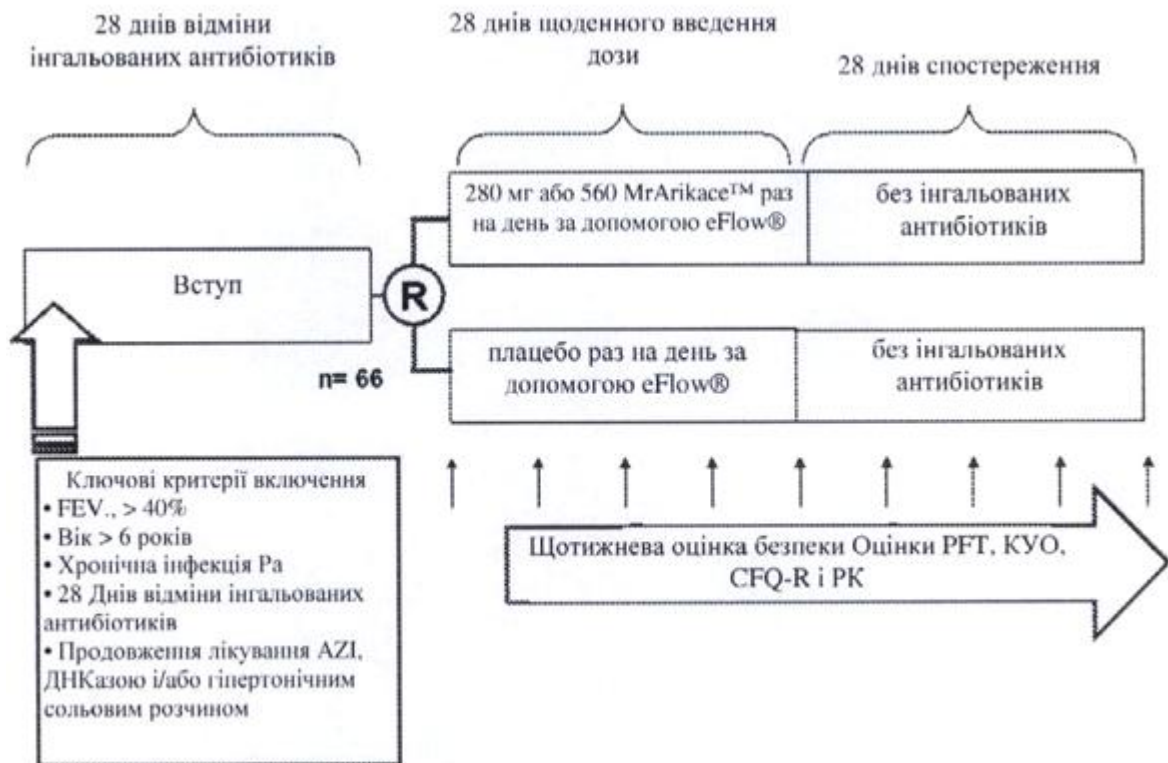 28 днів відміни
інгальованих антибіотиків
28 днів щоденного введення
дози
28 днів спостереження
280 мг або 560 MrArikace™ раз
на день за допомогою eFlow®
без інгальованих
антибіотиків
Вступ
R
n= 66
плацебо раз на день за
допомогою eFlow®
без інгальованих
антибіотиків
Ключові критерії включення
• FEV., > 40%
• Вік > 6 років
• Хронічна інфекція Pa
• 28 Днів відміни інгальованих
антибіотиків
• Продовження лікування AZI,
ДНКазою і/або гіпертонічним
сольовим розчином
Щотижнева оцінка безпеки Оцінки PFT, КУО,
CFQ-R і РК